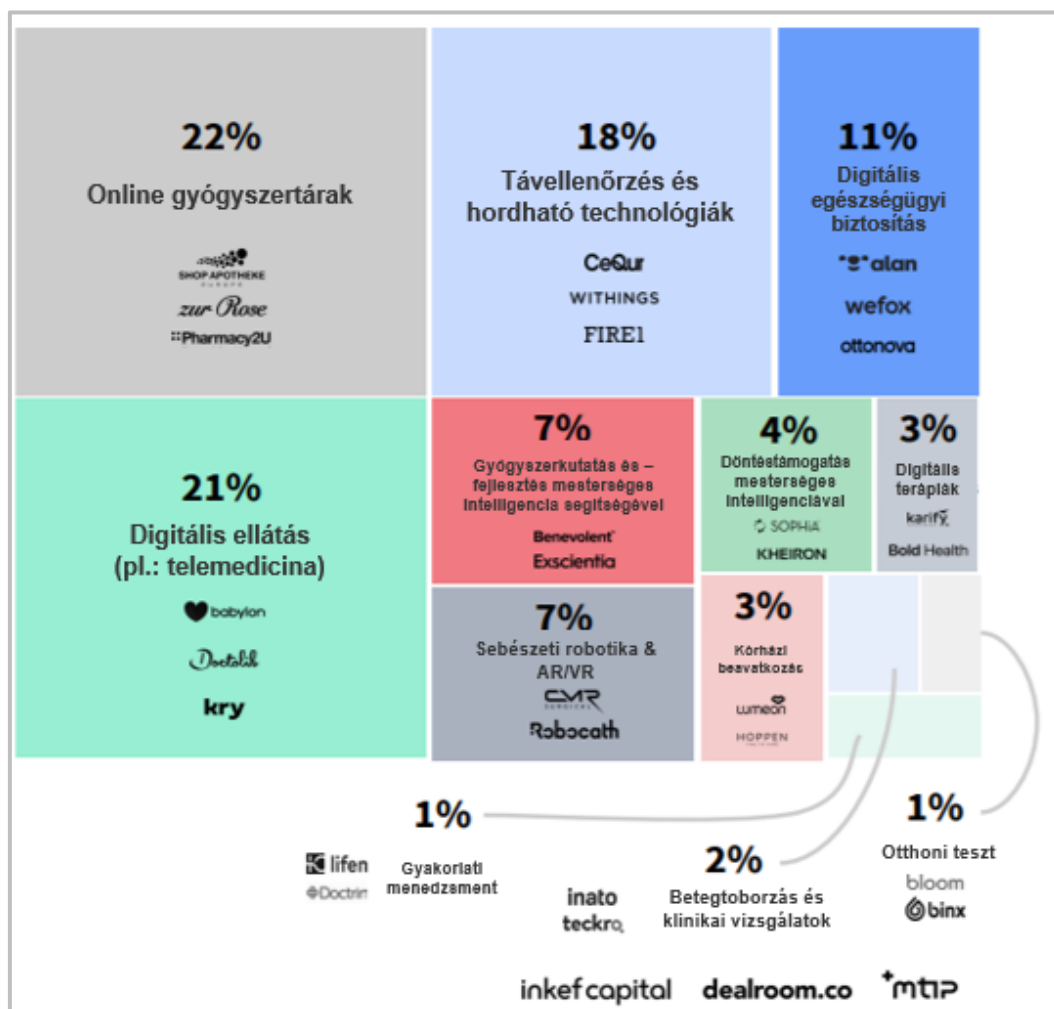 22%
Online gyógyszertárak
SHOP APOTHEKE
EUROPE
zur Rose
Pharmacy2U
18%
Távellenőrzés és
hordható technológiák
CeQur
WITHINGS
FIRE1
11%
Digitális
egészségügyi
biztosítás
alan
wefox
ottonova
21%
Digitális ellátás
(pl.: telemedicina)
babylon
Doctolib
kry
7%
Gyógyszerkutatás és –
fejlesztés mesterséges
intelligencia segítségével
Benevolent
Exscientia
4%
Döntéstámogatás
mesterséges
intelligenciával
SOPHiA
KHEIRON
3%
Digitális
terápiák
karify
Bold Health
7%
Sebészeti robotika &
AR/VR
CMR
SURGICAL
Robocath
3%
Kórházi
beavatkozás
Lumeon
HOPPEN
1%
lifen
Doctrin
Gyakorlati
menedzsment
inato
teckro
2%
Betegtoborzás és
klinikai vizsgálatok
1%
Otthoni teszt
bloom
binx
inkef capital
dealroom.co
+mtip